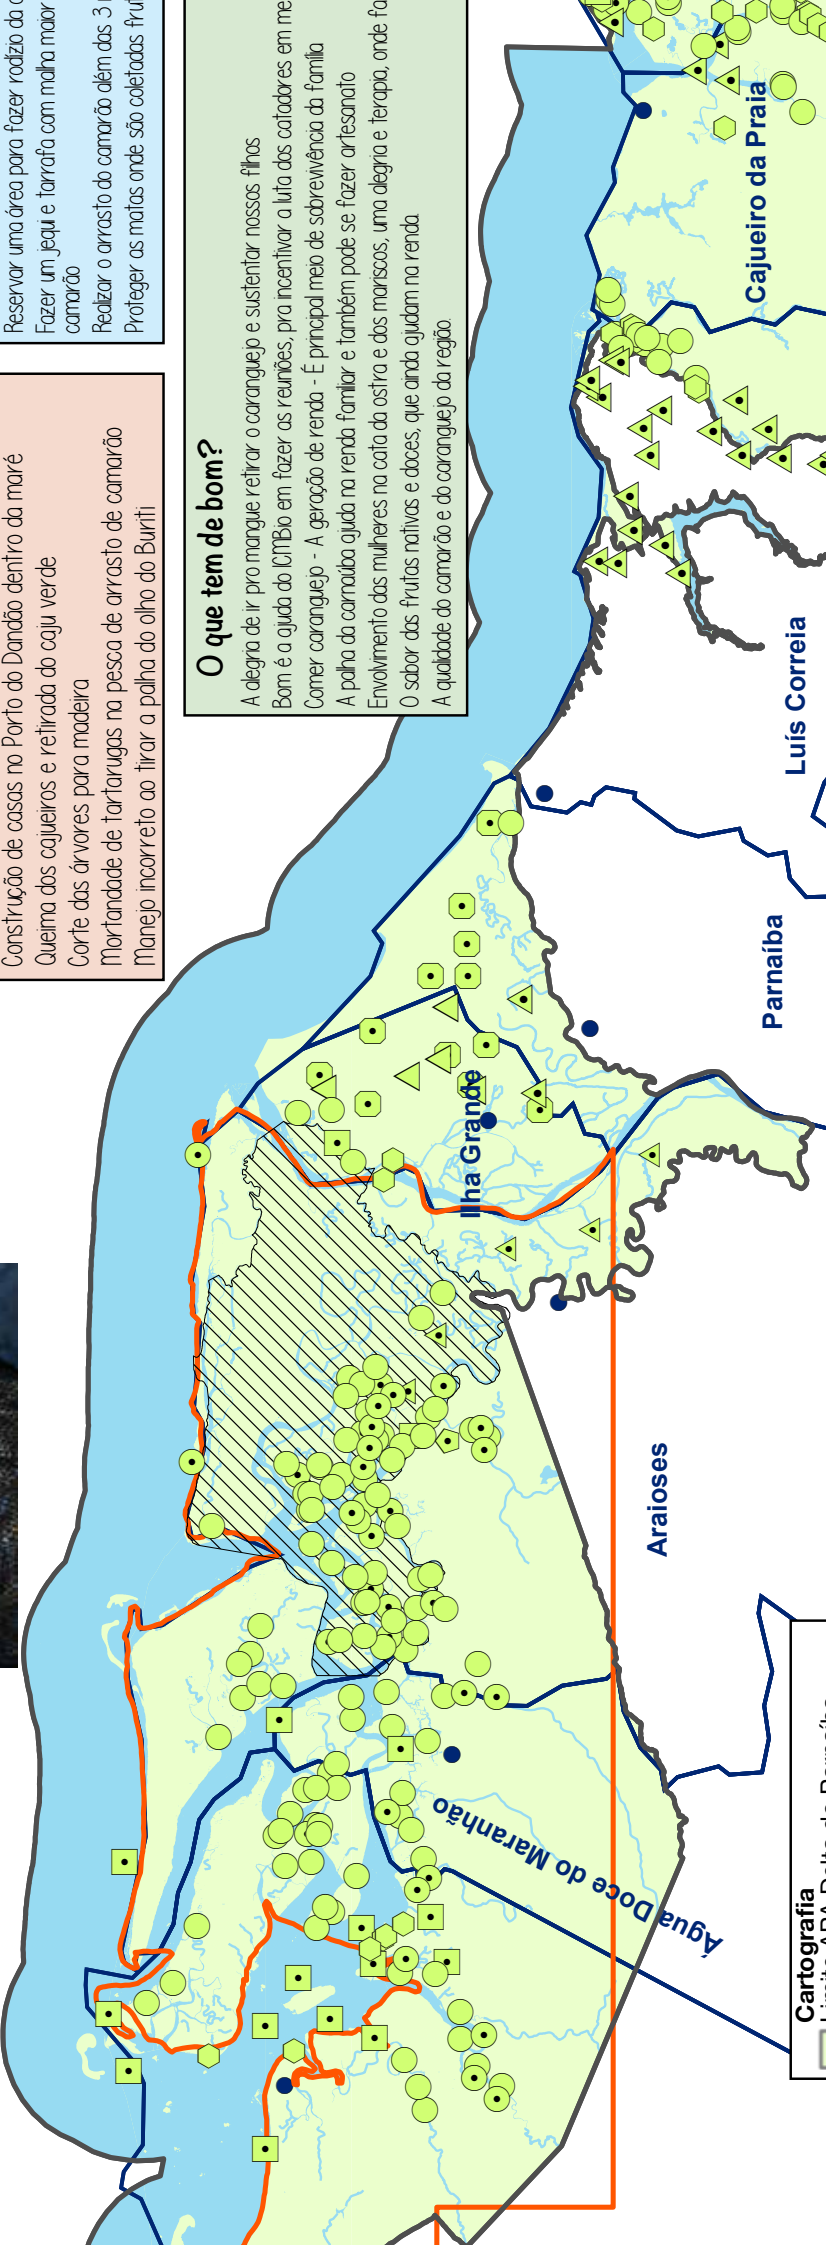 Reservar uma área para fazer rodízio da c
Fazer um jequi e tarrafa com malha maior
camarão
Realizar o arrasto do camarão além das 3 m
Proteger as matas onde são coletadas frut
Construção de casas no Porto do Dandão dentro da maré
Queima dos cajueiros e retirada do caju verde
Corte das árvores para madeira
Mortandade de tartarugas na pesca de arrasto de camarão
Manejo incorreto ao tirar a palha do olho do Buriti
O que tem de bom?
A alegria de ir pro mangue retirar o caranguejo e sustentar nossos filhos
Bom é a ajuda do ICMBio em fazer as reuniões, pra incentivar a luta dos catadores em me
Comer caranguejo - A geração de renda - É principal meio de sobrevivência da família
A palha da carnaúba ajuda na renda familiar e também pode se fazer artesanato
Envolvimento das mulheres na cata da ostra e dos mariscos, uma alegria e terapia, onde fa
O sabor das frutas nativas e doces, que ainda ajudam na renda
A qualidade do camarão e do caranguejo da região.
Cajueiro da Praia
Luís Correia
Parnaíba
Ilha Grande
Araioses
Água Doce do Maranhão
Cartografia
Limite APA Delta do Parnaíba